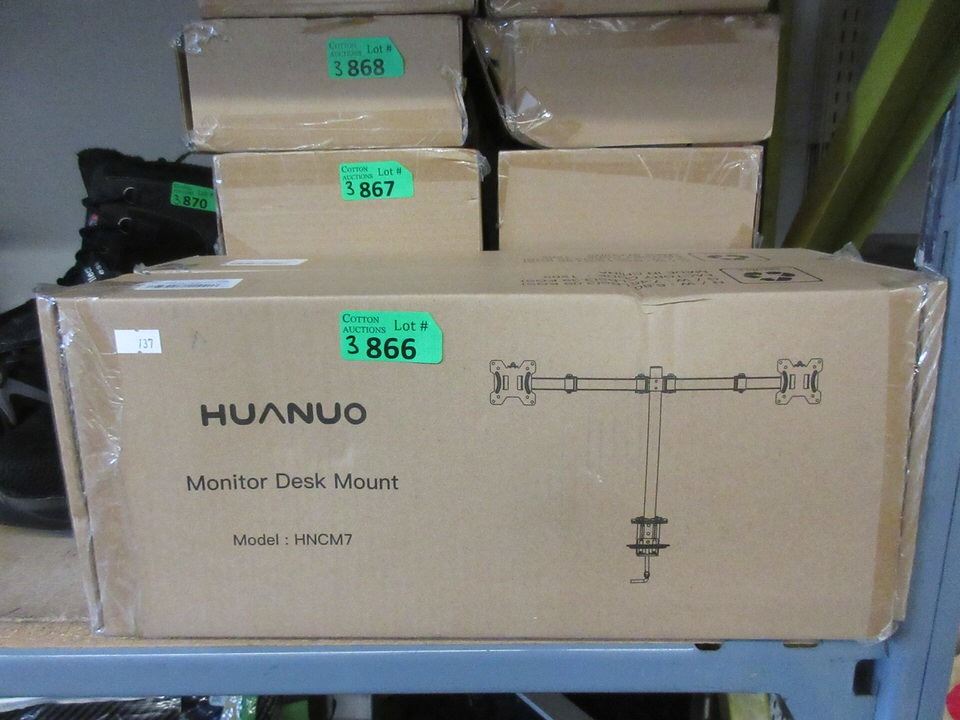 COTTON
AUCTIONS Lot #
3 868
COTTON
AUCTIONS Lot #
3 867
3 870
COTTON
AUCTIONS Lot #
3 866
137
HUANUO
Monitor Desk Mount
Model : HNCM7